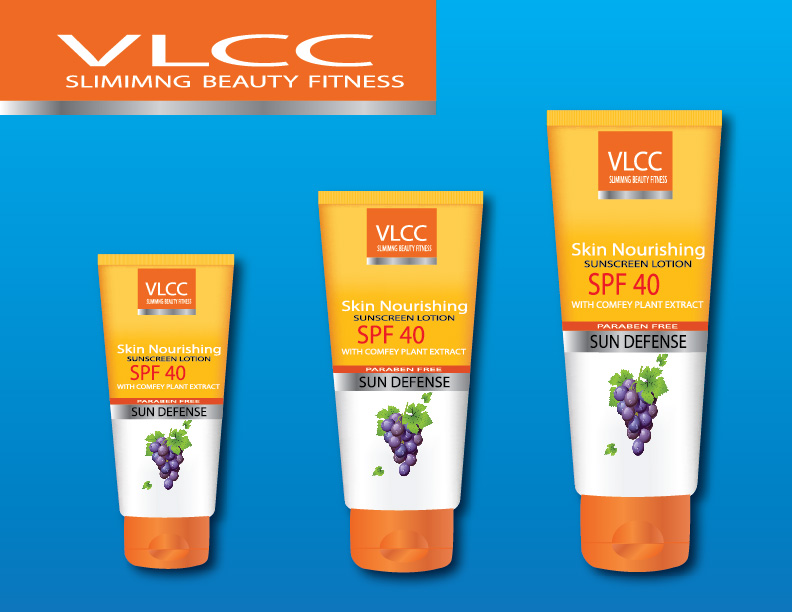 VLCC
SLIMIMNG BEAUTY FITNESS
VLCC
SLIMIMNG BEAUTY FITNESS
Skin Nourishing
SUNSCREEN LOTION
SPF 40
WITH COMFEY PLANT EXTRACT
PARABEN FREE
SUN DEFENSE
VLCC
SLIMIMNG BEAUTY FITNESS
Skin Nourishing
SUNSCREEN LOTION
SPF 40
WITH COMFEY PLANT EXTRACT
PARABEN FREE
SUN DEFENSE
VLCC
SLIMIMNG BEAUTY FITNESS
Skin Nourishing
SUNSCREEN LOTION
SPF 40
WITH COMFEY PLANT EXTRACT
PARABEN FREE
SUN DEFENSE